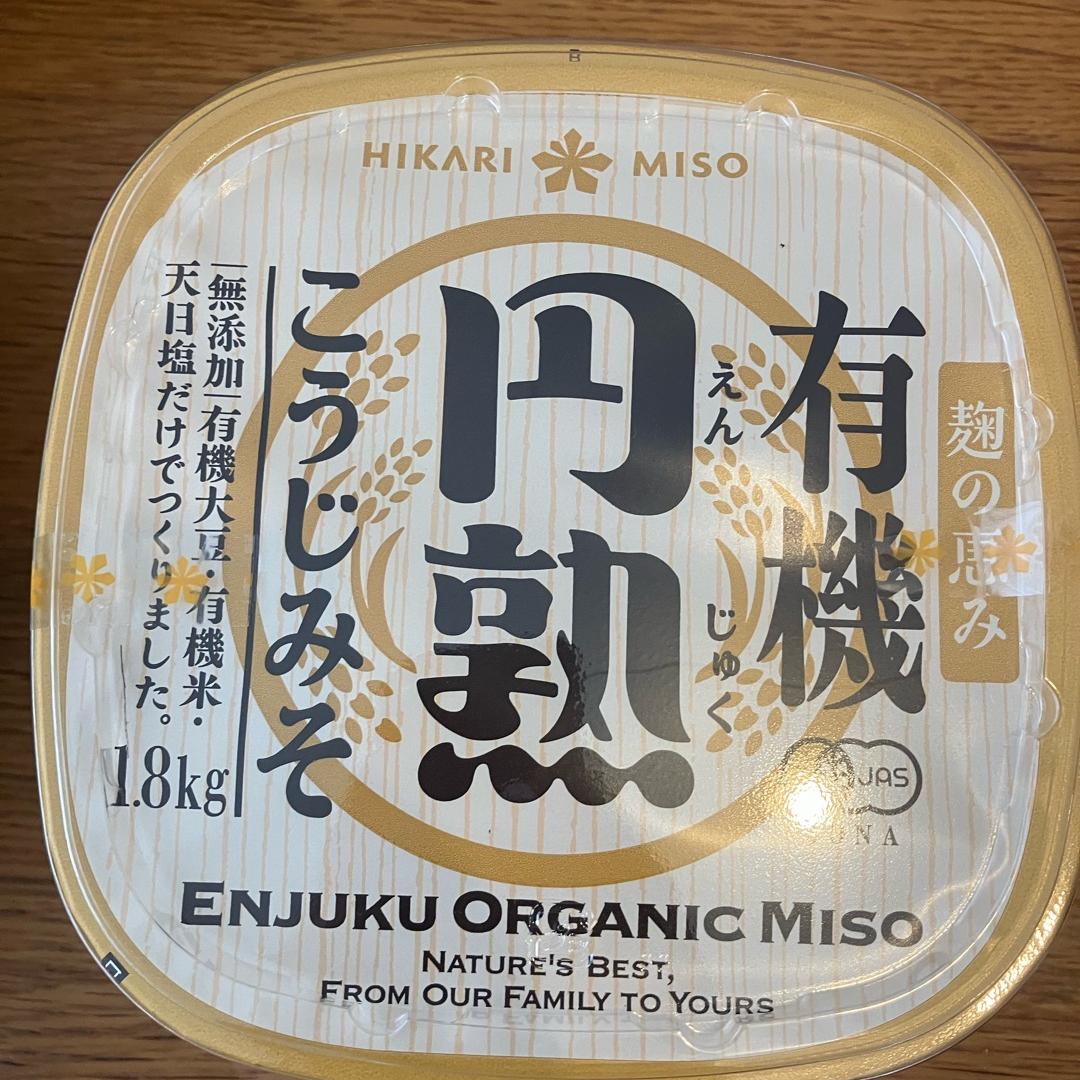 HIKARI MISO
麹の恵み
有機
円熟
えんじゅく
こうじみそ
|無添加|有機大豆・有機米・
天日塩だけでつくりました。
1.8kg
JAS
ENJUKU ORGANIC MISO
NATURE'S BEST,
FROM OUR FAMILY TO YOURS